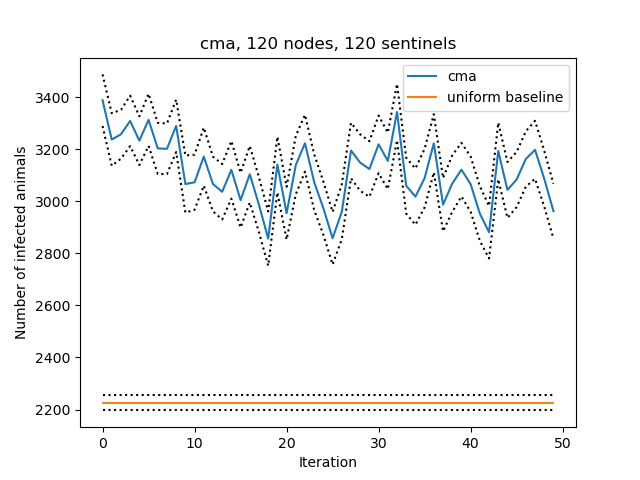 cma, 120 nodes, 120 sentinels
cma
uniform baseline
Number of infected animals
3400
3200
3000
2800
2600
2400
2200
0 10 20 30 40 50
Iteration